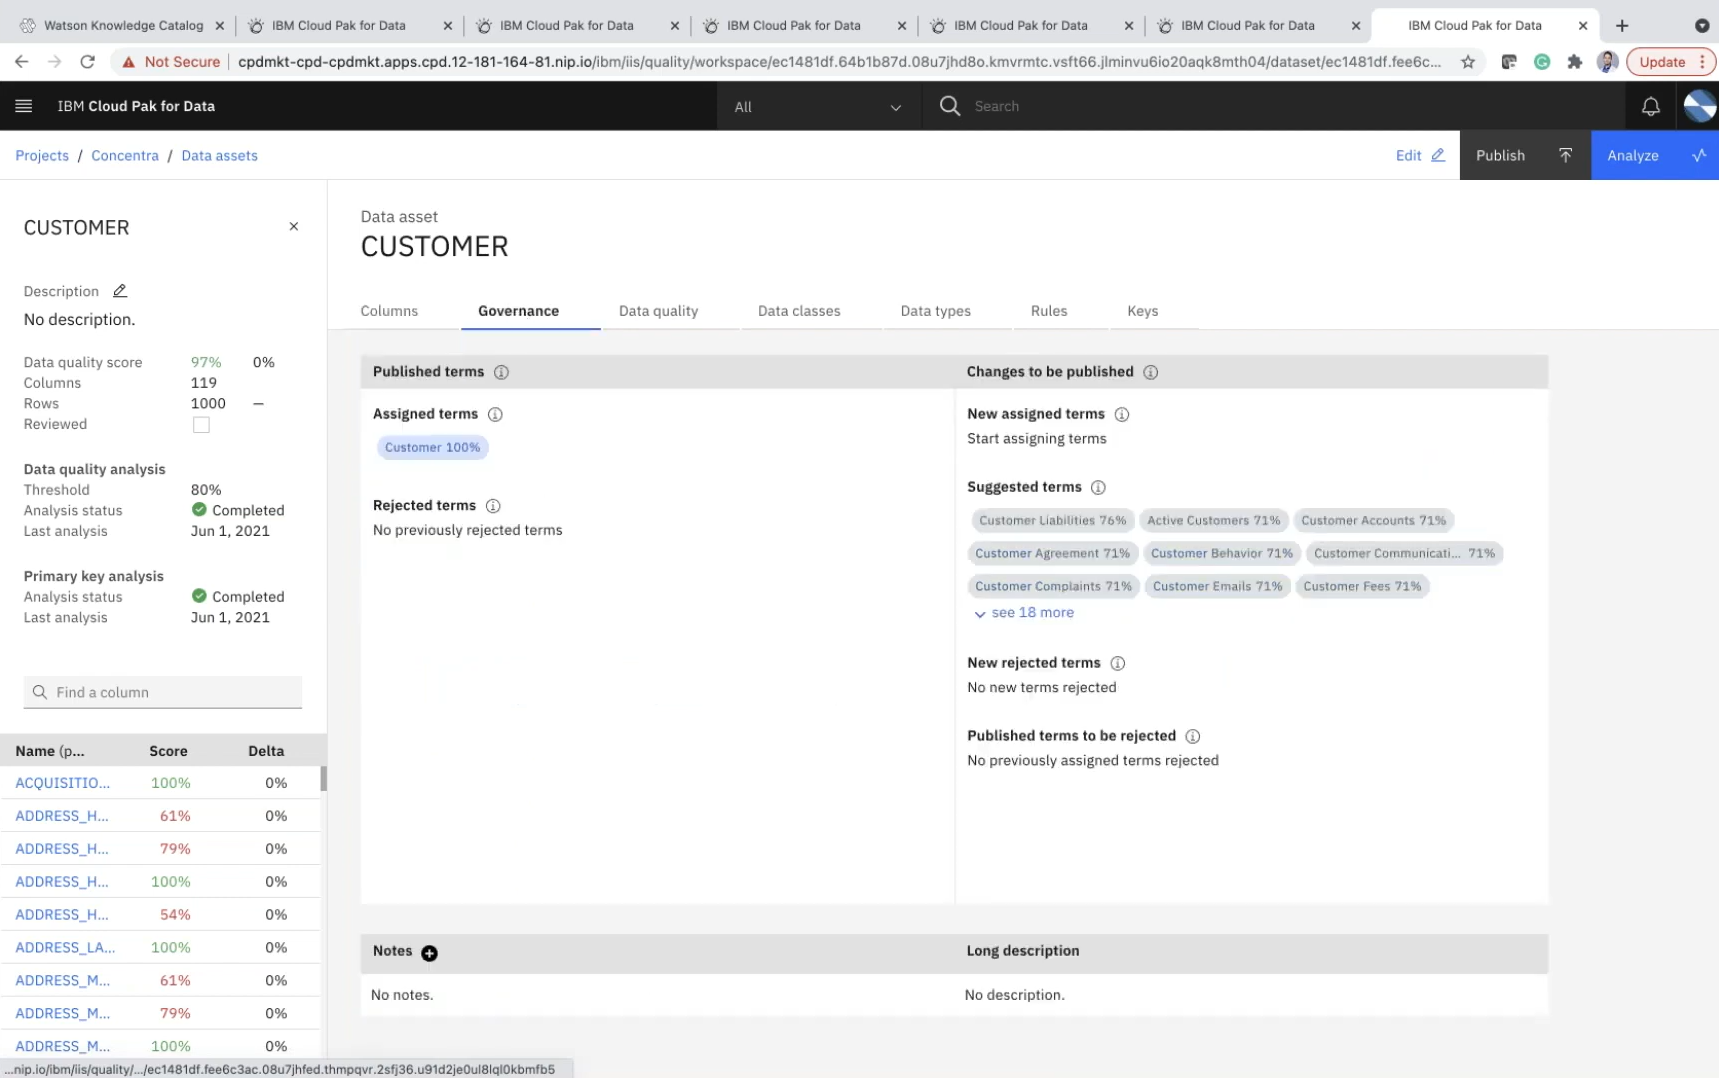 Watson Knowledge Catalog
IBM Cloud Pak for Data
IBM Cloud Pak for Data
IBM Cloud Pak for Data
IBM Cloud Pak for Data
IBM Cloud Pak for Data
IBM Cloud Pak for Data
Not Secure cpdmkt-cpd-cpdmkt.apps.cpd.12-181-164-81.nip.io/ibm/iis/quality/workspace/ec1481df.64b1b87d.08u7jhd8o.kmvrmtc.vsft66.jlminvu6io20aqk8mth04/dataset/ec1481df.fee6c... Update
IBM Cloud Pak for Data All Search
Projects / Concentra / Data assets Edit Publish Analyze
CUSTOMER
Description
No description.
Data quality score 97% 0%
Columns 119
Rows 1000 —
Reviewed
Data quality analysis
Threshold 80%
Analysis status Completed
Last analysis Jun 1, 2021
Primary key analysis
Analysis status Completed
Last analysis Jun 1, 2021
Find a column
Name (p... Score Delta
ACQUISITIO... 100% 0%
ADDRESS_H... 61% 0%
ADDRESS_H... 79% 0%
ADDRESS_H... 100% 0%
ADDRESS_H... 54% 0%
ADDRESS_LA... 100% 0%
ADDRESS_M... 61% 0%
ADDRESS_M... 79% 0%
ADDRESS_M... 100% 0%
Data asset
CUSTOMER
Columns Governance Data quality Data classes Data types Rules Keys
Published terms
Assigned terms
Customer 100%
Rejected terms
No previously rejected terms
Changes to be published
New assigned terms
Start assigning terms
Suggested terms
Customer Liabilities 76% Active Customers 71% Customer Accounts 71%
Customer Agreement 71% Customer Behavior 71% Customer Communicati... 71%
Customer Complaints 71% Customer Emails 71% Customer Fees 71%
see 18 more
New rejected terms
No new terms rejected
Published terms to be rejected
No previously assigned terms rejected
Notes
No notes.
Long description
No description.
...nip.io/ibm/iis/quality/.../ec1481df.fee6c3ac.08u7jhfed.thmpqvr.2sfj36.u91d2je0ul8lql0kbmfb5